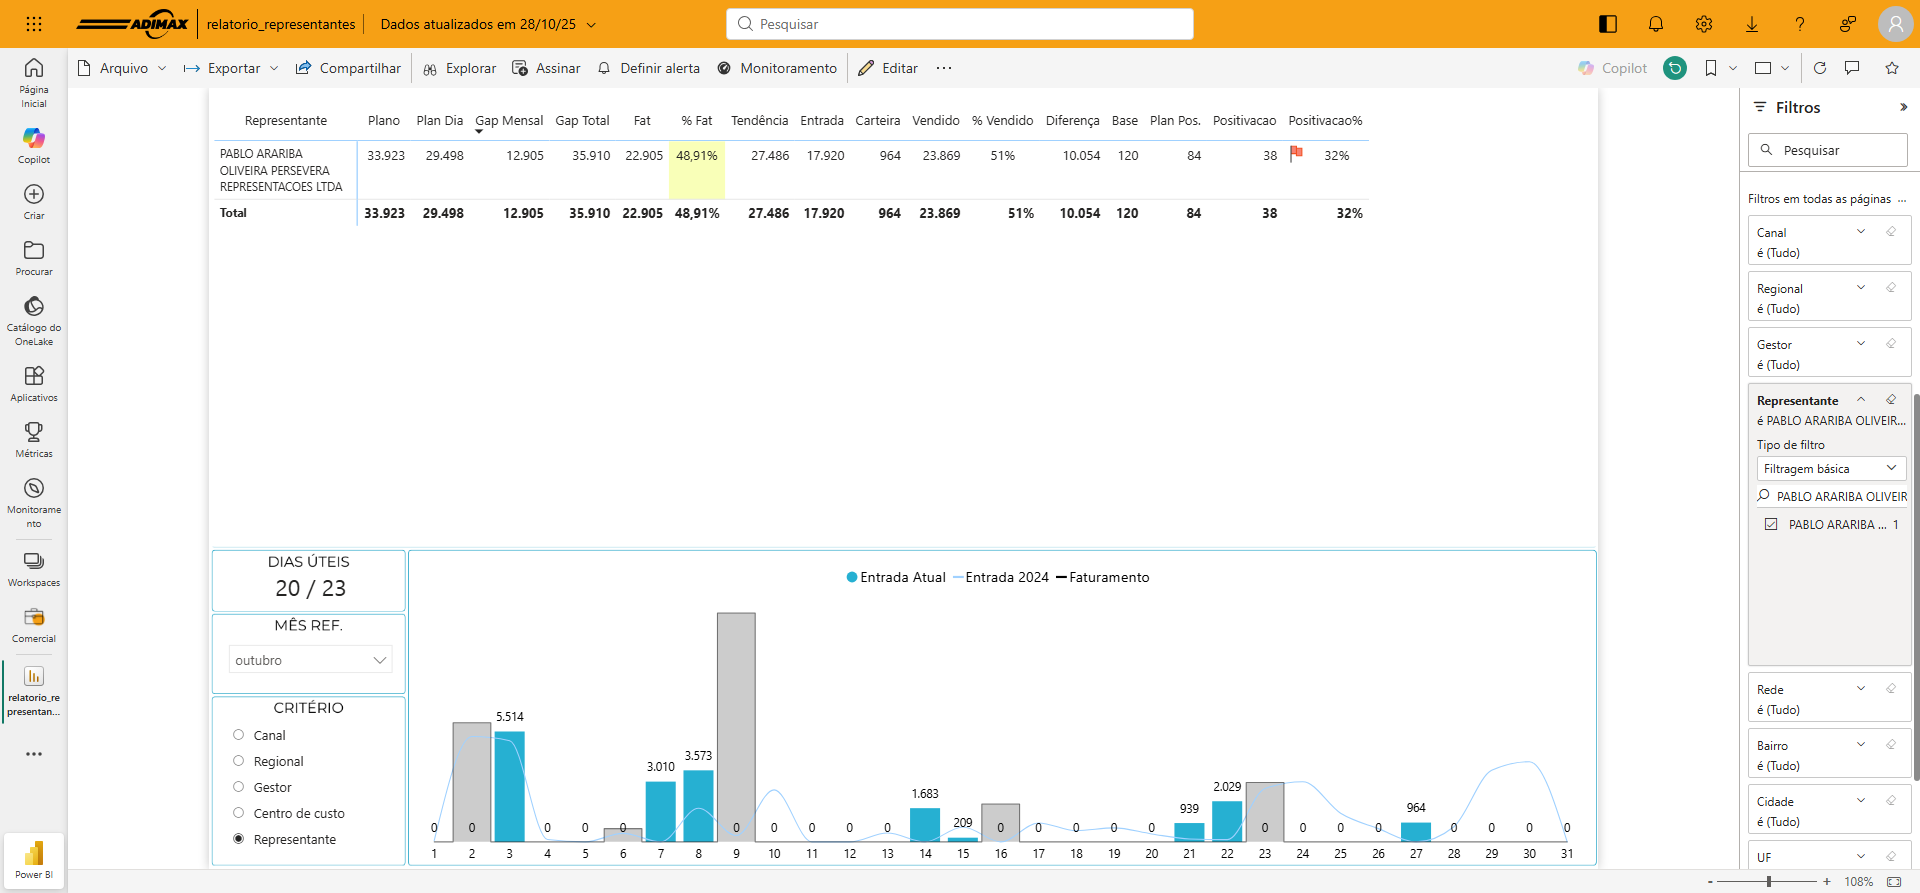 ADIMAX relatorio_representantes Dados atualizados em 28/10/25 Pesquisar
Arquivo Exportar Compartilhar Explorar Assinar Definir alerta Monitoramento Editar ... Copilot
Página Inicial
Copilot
Criar
Procurar
Catálogo do OneLake
Aplicativos
Métricas
Monitorame
nto
Workspaces
Comercial
relatorio_re
presentan...
Power BI
Representante Plano Plan Dia Gap Mensal Gap Total Fat % Fat Tendência Entrada Carteira Vendido % Vendido Diferença Base Plan Pos. Positivacao Positivacao%
PABLO ARARIBA OLIVEIRA PERSEVERA REPRESENTACOES LTDA 33.923 29.498 12.905 35.910 22.905 48,91% 27.486 17.920 964 23.869 51% 10.054 120 84 38 32%
Total 33.923 29.498 12.905 35.910 22.905 48,91% 27.486 17.920 964 23.869 51% 10.054 120 84 38 32%
DIAS ÚTEIS
20 / 23
MÊS REF.
outubro
CRITÉRIO
Canal
Regional
Gestor
Centro de custo
Representante
Entrada Atual Entrada 2024 Faturamento
0 0 5.514 0 0 0 3.010 3.573 0 0 0 0 0 1.683 209 0 0 0 0 0 939 2.029 0 0 0 0 964 0 0 0 0
1 2 3 4 5 6 7 8 9 10 11 12 13 14 15 16 17 18 19 20 21 22 23 24 25 26 27 28 29 30 31
Filtros
Pesquisar
Filtros em todas as páginas ...
Canal
é (Tudo)
Regional
é (Tudo)
Gestor
é (Tudo)
Representante
é PABLO ARARIBA OLIVEIR...
Tipo de filtro
Filtragem básica
PABLO ARARIBA OLIVEIR
PABLO ARARIBA ... 1
Rede
é (Tudo)
Bairro
é (Tudo)
Cidade
é (Tudo)
UF
- + 108%